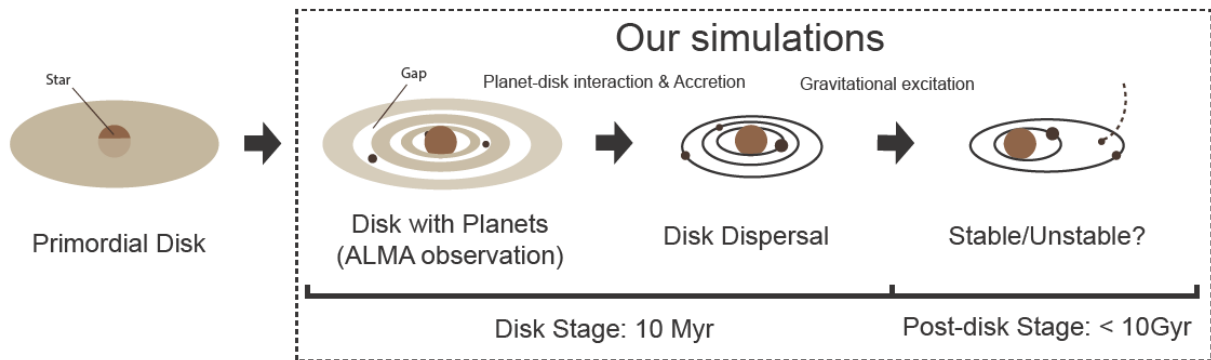 Our simulations
Star
Gap
Planet-disk interaction & Accretion
Gravitational excitation
Primordial Disk
Disk with Planets
(ALMA observation)
Disk Dispersal
Stable/Unstable?
Disk Stage: 10 Myr
Post-disk Stage: < 10Gyr